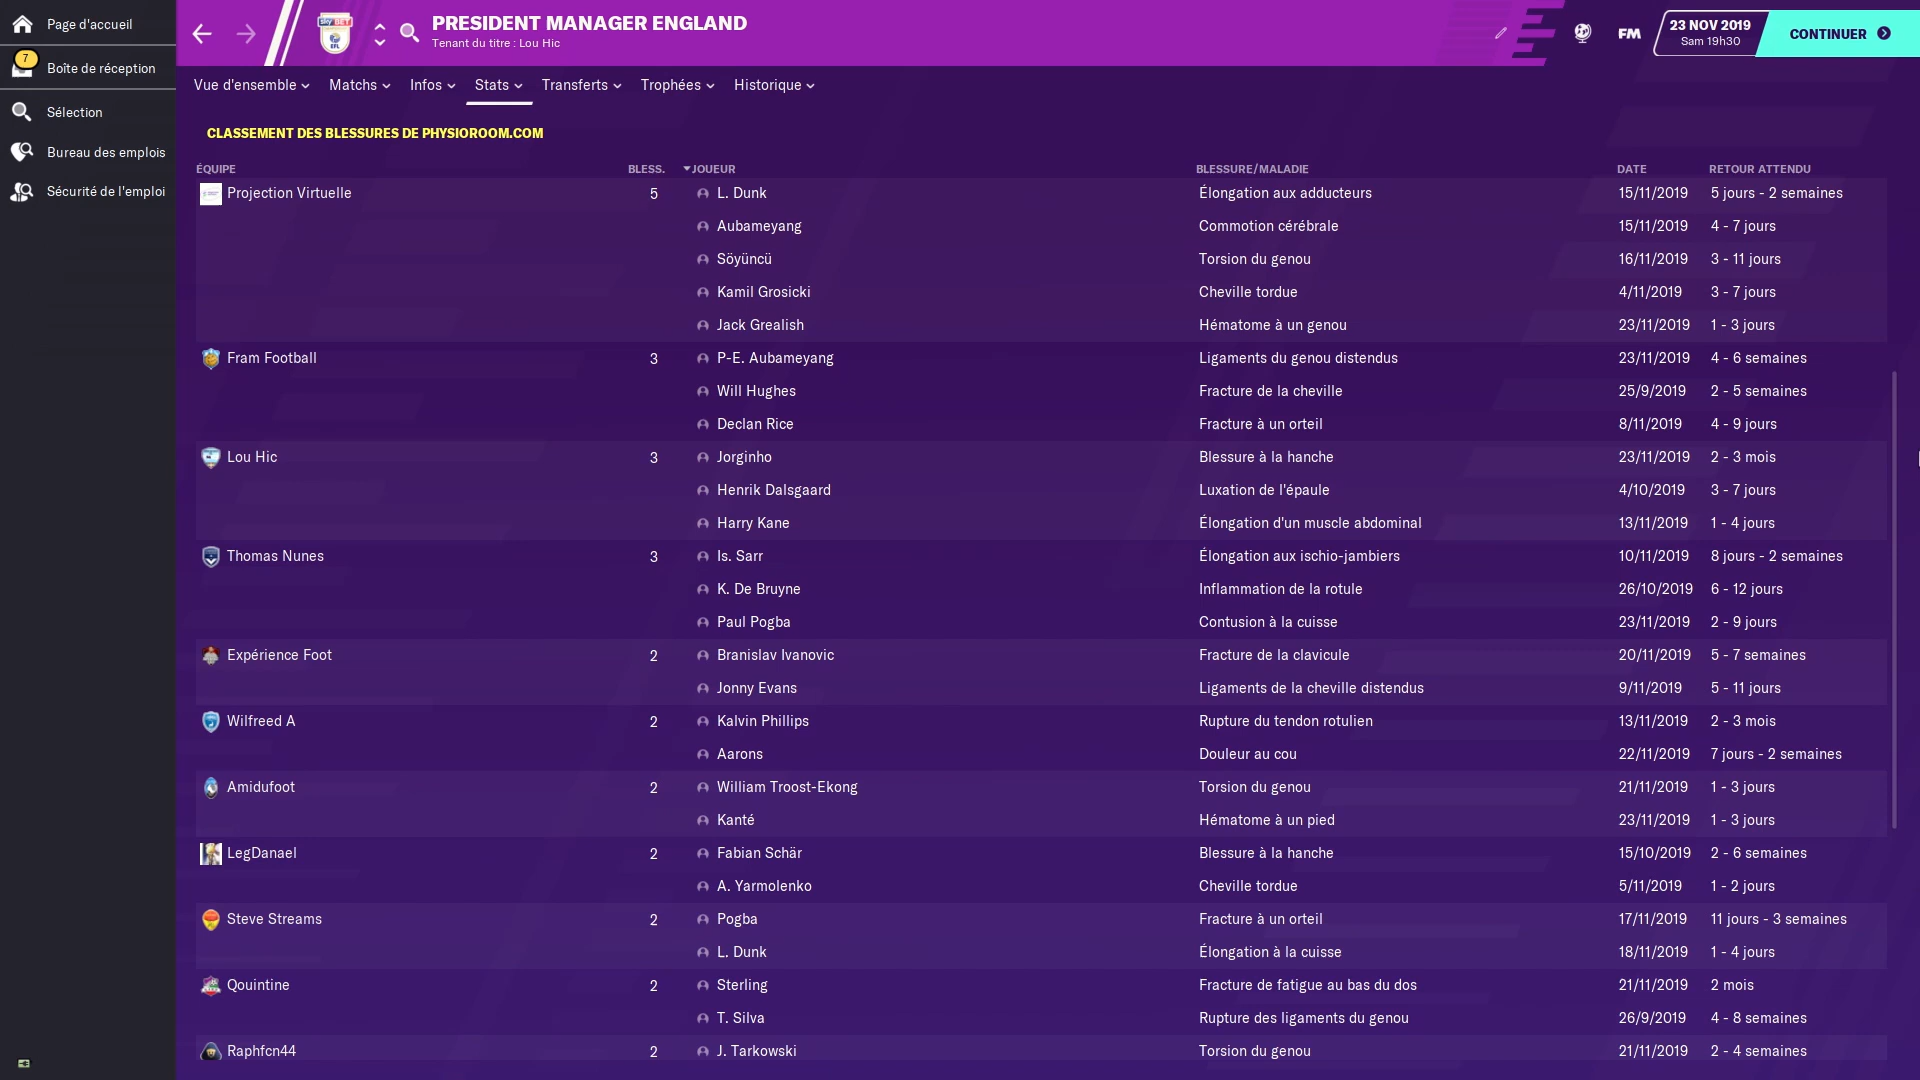 Page d'accueil
7
Boîte de réception
Sélection
Bureau des emplois
Sécurité de l'emploi
sky BET
EFL
PRESIDENT MANAGER ENGLAND
Tenant du titre : Lou Hic
FM
23 NOV 2019
Sam 19h30
CONTINUER
Vue d'ensemble Matchs Infos Stats Transferts Trophées Historique
CLASSEMENT DES BLESSURES DE PHYSIOROOM.COM
ÉQUIPE BLESS. JOUEUR BLESSURE/MALADIE DATE RETOUR ATTENDU
Projection Virtuelle 5 L. Dunk Élongation aux adducteurs 15/11/2019 5 jours - 2 semaines
Aubameyang Commotion cérébrale 15/11/2019 4 - 7 jours
Söyüncü Torsion du genou 16/11/2019 3 - 11 jours
Kamil Grosicki Cheville tordue 4/11/2019 3 - 7 jours
Jack Grealish Hématome à un genou 23/11/2019 1 - 3 jours
Fram Football 3 P-E. Aubameyang Ligaments du genou distendus 23/11/2019 4 - 6 semaines
Will Hughes Fracture de la cheville 25/9/2019 2 - 5 semaines
Declan Rice Fracture à un orteil 8/11/2019 4 - 9 jours
Lou Hic 3 Jorginho Blessure à la hanche 23/11/2019 2 - 3 mois
Henrik Dalsgaard Luxation de l'épaule 4/10/2019 3 - 7 jours
Harry Kane Élongation d'un muscle abdominal 13/11/2019 1 - 4 jours
Thomas Nunes 3 Is. Sarr Élongation aux ischio-jambiers 10/11/2019 8 jours - 2 semaines
K. De Bruyne Inflammation de la rotule 26/10/2019 6 - 12 jours
Paul Pogba Contusion à la cuisse 23/11/2019 2 - 9 jours
Expérience Foot 2 Branislav Ivanovic Fracture de la clavicule 20/11/2019 5 - 7 semaines
Jonny Evans Ligaments de la cheville distendus 9/11/2019 5 - 11 jours
Wilfreed A 2 Kalvin Phillips Rupture du tendon rotulien 13/11/2019 2 - 3 mois
Aarons Douleur au cou 22/11/2019 7 jours - 2 semaines
Amidufoot 2 William Troost-Ekong Torsion du genou 21/11/2019 1 - 3 jours
Kanté Hématome à un pied 23/11/2019 1 - 3 jours
LegDanael 2 Fabian Schär Blessure à la hanche 15/10/2019 2 - 6 semaines
A. Yarmolenko Cheville tordue 5/11/2019 1 - 2 jours
Steve Streams 2 Pogba Fracture à un orteil 17/11/2019 11 jours - 3 semaines
L. Dunk Élongation à la cuisse 18/11/2019 1 - 4 jours
Qouintine 2 Sterling Fracture de fatigue au bas du dos 21/11/2019 2 mois
T. Silva Rupture des ligaments du genou 26/9/2019 4 - 8 semaines
Raphfcn44 2 J. Tarkowski Torsion du genou 21/11/2019 2 - 4 semaines